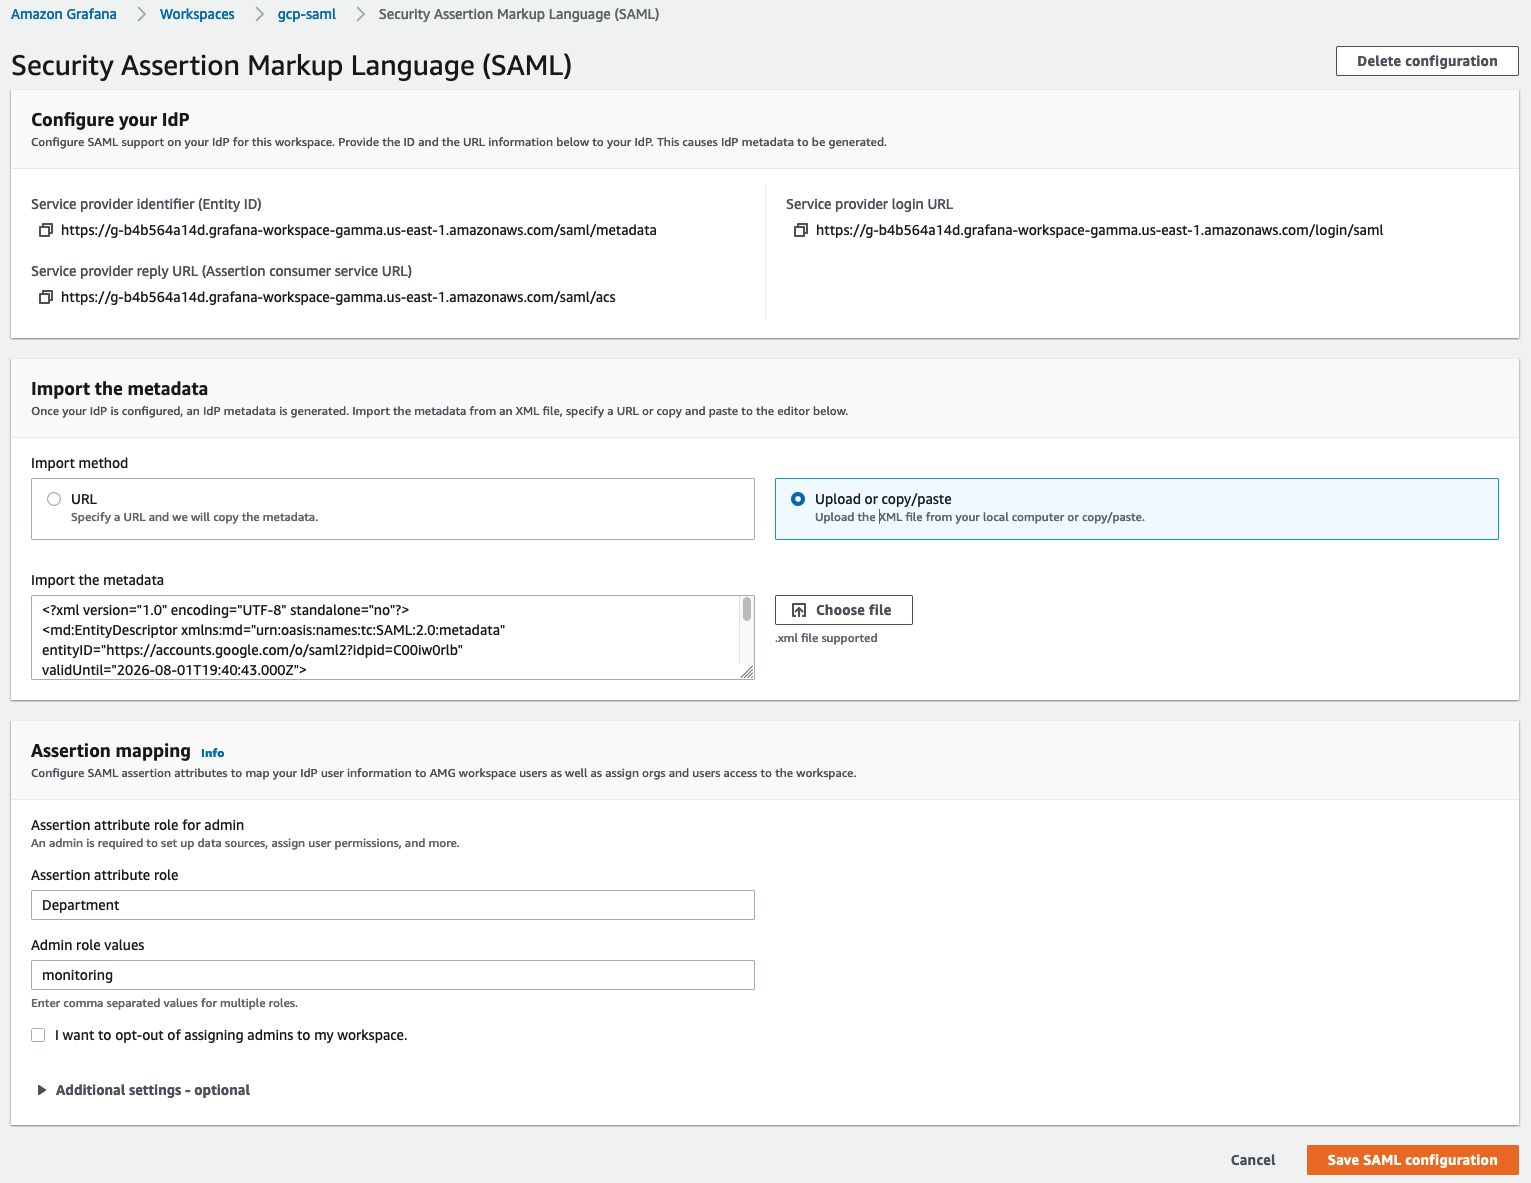 Amazon Grafana > Workspaces > gcp-saml > Security Assertion Markup Language (SAML)
Security Assertion Markup Language (SAML)
Delete configuration
Configure your IdP
Configure SAML support on your IdP for this workspace. Provide the ID and the URL information below to your IdP. This causes IdP metadata to be generated.
Service provider identifier (Entity ID)
https://g-b4b564a14d.grafana-workspace-gamma.us-east-1.amazonaws.com/saml/metadata
Service provider reply URL (Assertion consumer service URL)
https://g-b4b564a14d.grafana-workspace-gamma.us-east-1.amazonaws.com/saml/acs
Service provider login URL
https://g-b4b564a14d.grafana-workspace-gamma.us-east-1.amazonaws.com/login/saml
Import the metadata
Once your IdP is configured, an IdP metadata is generated. Import the metadata from an XML file, specify a URL or copy and paste to the editor below.
Import method
URL
Specify a URL and we will copy the metadata.
Upload or copy/paste
Upload the XML file from your local computer or copy/paste.
Import the metadata
<?xml version="1.0" encoding="UTF-8" standalone="no"?>
<md:EntityDescriptor xmlns:md="urn:oasis:names:tc:SAML:2.0:metadata"
entityID="https://accounts.google.com/o/saml2?idpid=C00iw0rlb"
validUntil="2026-08-01T19:40:43.000Z">
Choose file
.xml file supported
Assertion mapping Info
Configure SAML assertion attributes to map your IdP user information to AMG workspace users as well as assign orgs and users access to the workspace.
Assertion attribute role for admin
An admin is required to set up data sources, assign user permissions, and more.
Assertion attribute role
Department
Admin role values
monitoring
Enter comma separated values for multiple roles.
I want to opt-out of assigning admins to my workspace.
Additional settings - optional
Cancel
Save SAML configuration